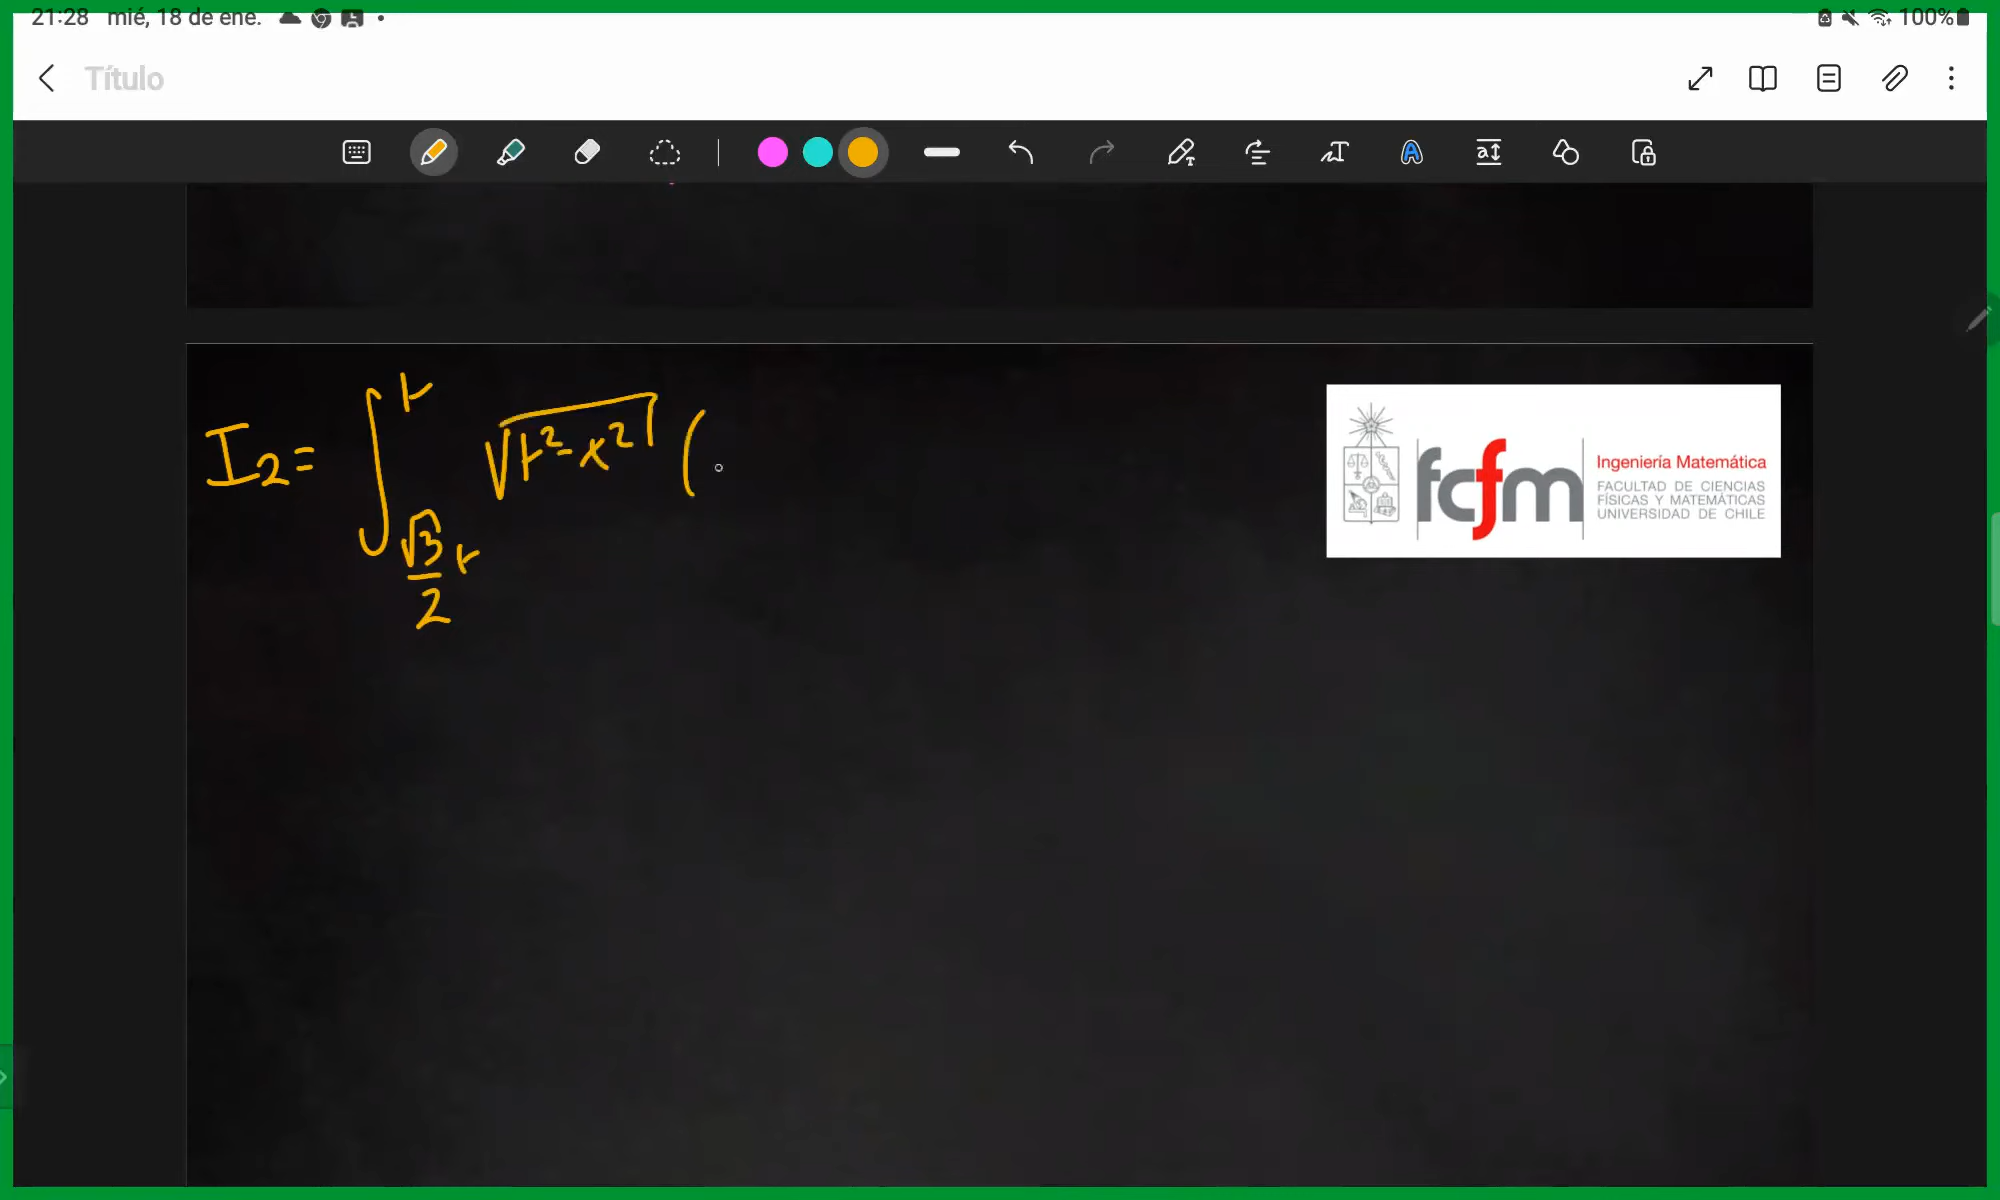 21:28 mié, 18 de ene. 100%
Título
I₂ = ∫_{\frac{√3}{2} r}^{r} √(r² - x²) (
fcfm
Ingeniería Matemática
FACULTAD DE CIENCIAS
FÍSICAS Y MATEMÁTICAS
UNIVERSIDAD DE CHILE